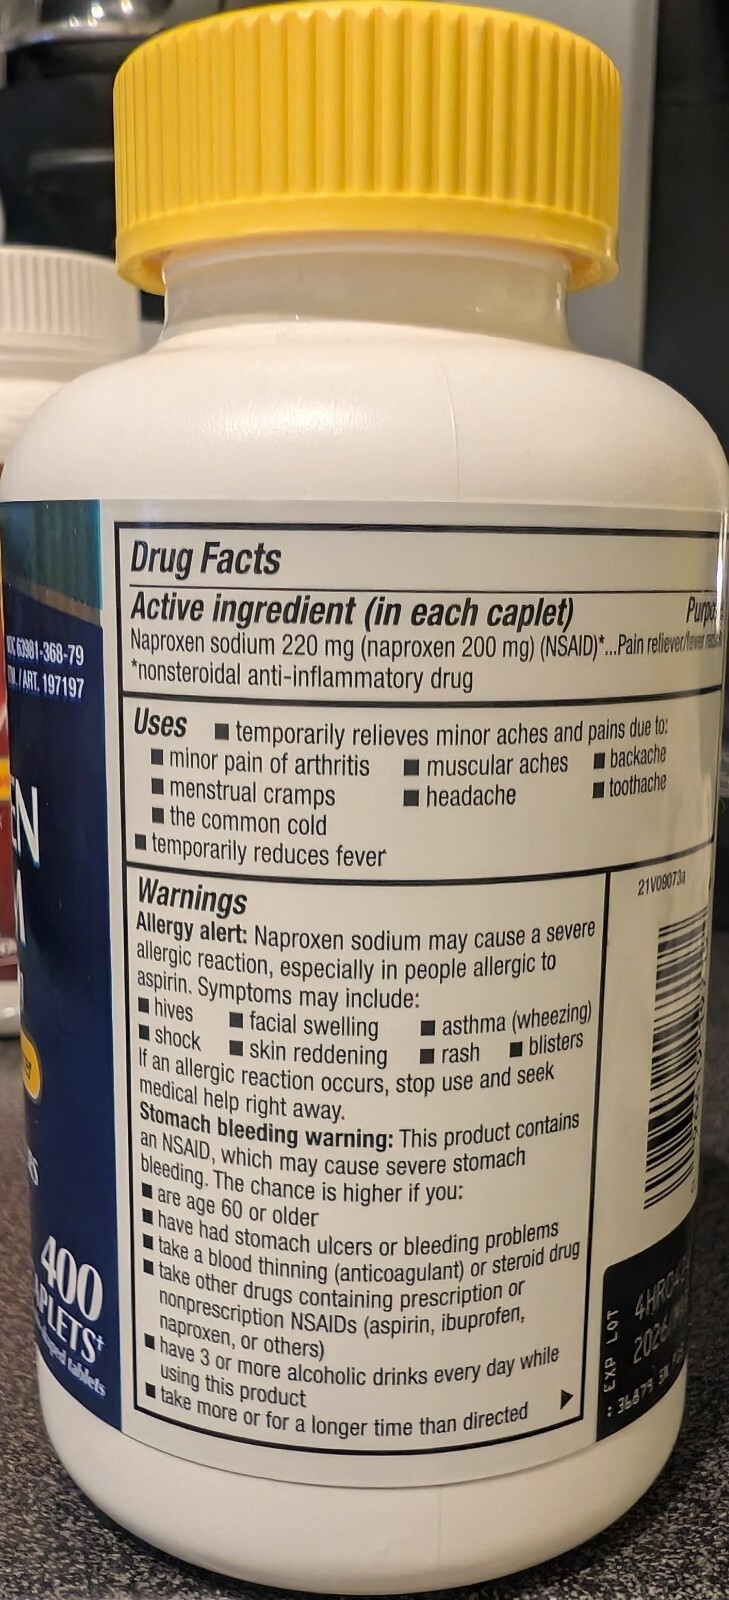 63981-368-79
/ART. 197197
400
CAPLETS†
tablets
Drug Facts
Active ingredient (in each caplet)
Naproxen sodium 220 mg (naproxen 200 mg) (NSAID)*...Pain reliever/fever
*nonsteroidal anti-inflammatory drug
Uses ■ temporarily relieves minor aches and pains due to:
■ minor pain of arthritis ■ muscular aches ■ backache
■ menstrual cramps ■ headache ■ toothache
■ the common cold
■ temporarily reduces fever
Warnings
Allergy alert: Naproxen sodium may cause a severe
allergic reaction, especially in people allergic to
aspirin. Symptoms may include:
■ hives ■ facial swelling ■ asthma (wheezing)
■ shock ■ skin reddening ■ rash ■ blisters
If an allergic reaction occurs, stop use and seek
medical help right away.
Stomach bleeding warning: This product contains
an NSAID, which may cause severe stomach
bleeding. The chance is higher if you:
■ are age 60 or older
■ have had stomach ulcers or bleeding problems
■ take a blood thinning (anticoagulant) or steroid drug
■ take other drugs containing prescription or
nonprescription NSAIDs (aspirin, ibuprofen,
naproxen, or others)
■ have 3 or more alcoholic drinks every day while
using this product
■ take more or for a longer time than directed
21V09073a
EXP LOT